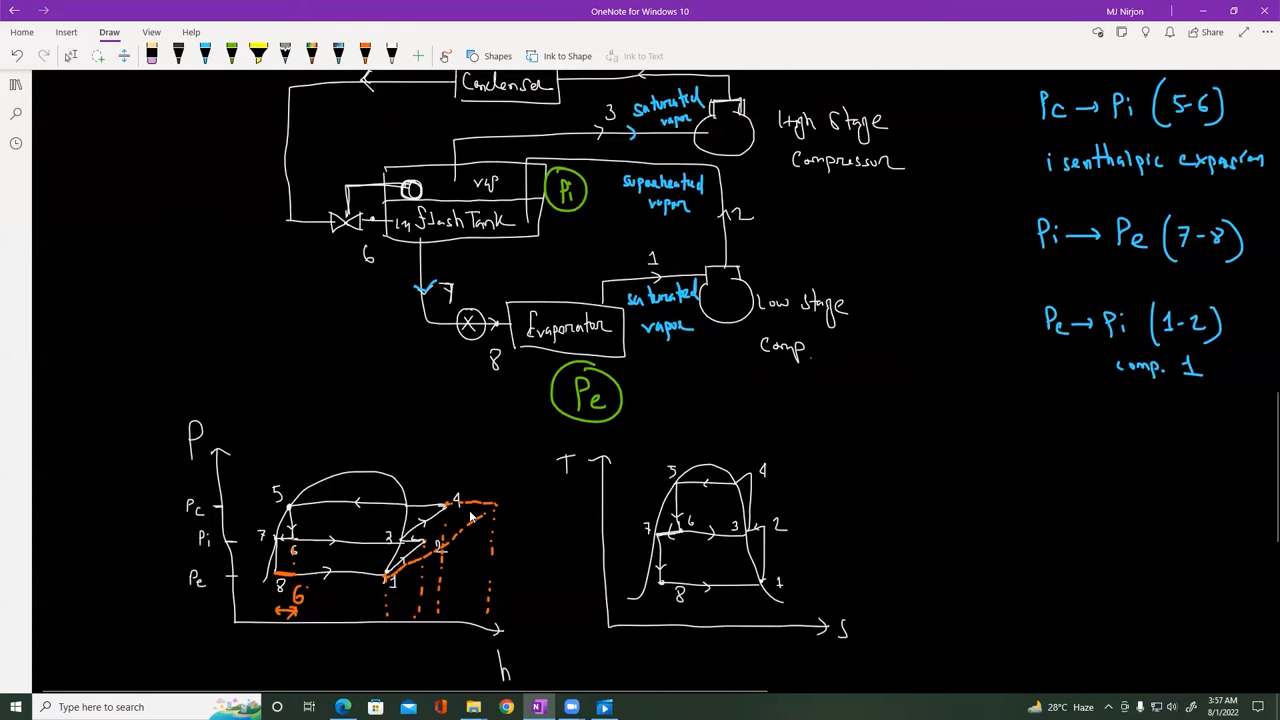 OneNote for Windows 10
MJ Nirjon
Home
Insert
Draw
View
Help
Share
Shapes
Ink to Shape
Ink to Text
Condenser
3
saturated
vapor
High Stage
Compressor
vap
Pi
superheated
vapor
2
liq flash Tank
6
7
1
saturated
vapor
Low Stage
Comp.
Evaporator
8
Pe
Pc → Pi (5-6)
isenthalpic expansion
Pi → Pe (7-8)
Pe → Pi (1-2)
comp. 1
P
Pc
Pi
Pe
5
4
7
6
3
2
8
1
6
h
T
5
4
7
6
3
2
8
1
S
Type here to search
28°C Haze
3:57 AM
8/1/2022